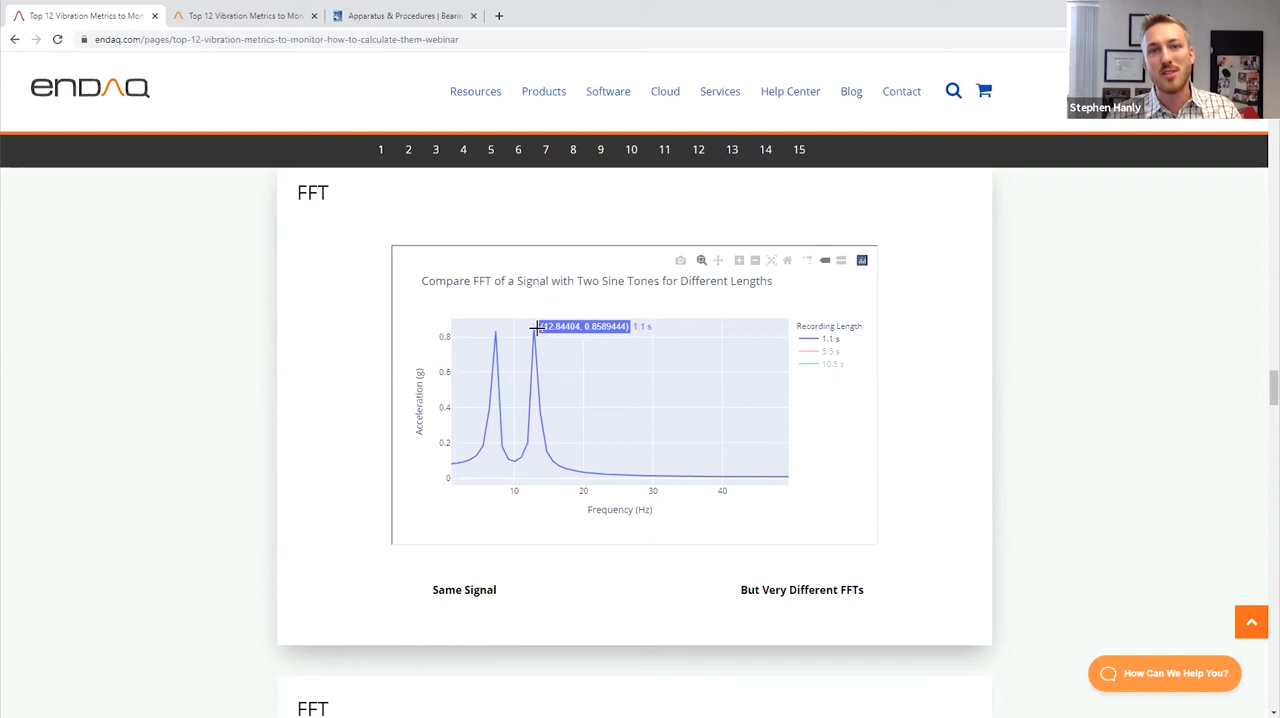 Top 12 Vibration Metrics to Mon
Top 12 Vibration Metrics to Mon
Apparatus & Procedures | Bearin
endaq.com/pages/top-12-vibration-metrics-to-monitor-how-to-calculate-them-webinar
enDAQ
Resources Products Software Cloud Services Help Center Blog Contact
Stephen Hanly
1 2 3 4 5 6 7 8 9 10 11 12 13 14 15
FFT
Compare FFT of a Signal with Two Sine Tones for Different Lengths
(12.84404, 0.8589444) 1.1 s
Recording Length
1.1 s
5.5 s
10.5 s
0.8
0.6
0.4
0.2
0
Acceleration (g)
10 20 30 40
Frequency (Hz)
Same Signal But Very Different FFTs
How Can We Help You?
FFT